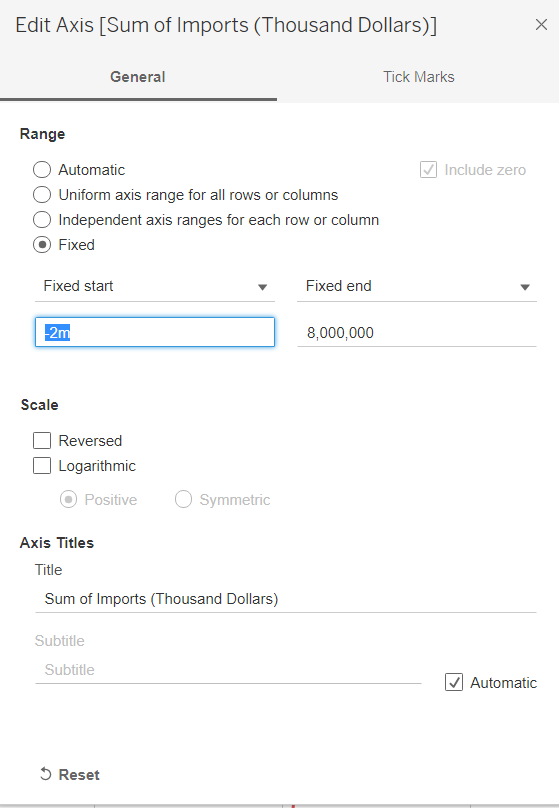 Edit Axis [Sum of Imports (Thousand Dollars)]
General Tick Marks
Range
Automatic Include zero
Uniform axis range for all rows or columns
Independent axis ranges for each row or column
Fixed
Fixed start Fixed end
-2m 8,000,000
Scale
Reversed
Logarithmic
Positive Symmetric
Axis Titles
Title
Sum of Imports (Thousand Dollars)
Subtitle
Subtitle
Automatic
Reset